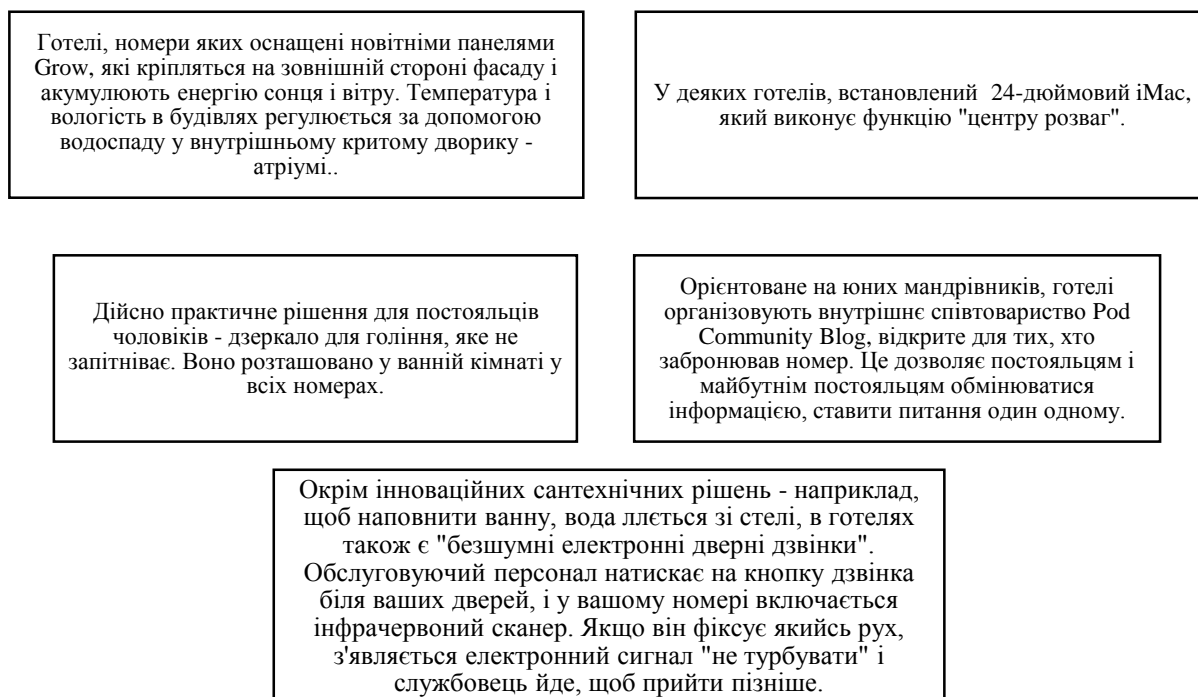 Готелі, номери яких оснащені новітніми панелями
Grow, які кріпляться на зовнішній стороні фасаду і
акумулюють енергію сонця і вітру. Температура і
вологість в будівлях регулюється за допомогою
водоспаду у внутрішньому критому дворику -
атріумі..
У деяких готелів, встановлений 24-дюймовий iMac,
який виконує функцію "центру розваг".
Дійсно практичне рішення для постояльців
чоловіків - дзеркало для гоління, яке не
запітніває. Воно розташовано у ванній кімнаті у
всіх номерах.
Орієнтоване на юних мандрівників, готелі
організовують внутрішнє співтовариство Pod
Community Blog, відкрите для тих, хто
забронював номер. Це дозволяє постояльцям і
майбутнім постояльцям обмінюватися
інформацією, ставити питання один одному.
Окрім інноваційних сантехнічних рішень - наприклад,
щоб наповнити ванну, вода ллється зі стелі, в готелях
також є "безшумні електронні дверні дзвінки".
Обслуговуючий персонал натискає на кнопку дзвінка
біля ваших дверей, і у вашому номері включається
інфрачервоний сканер. Якщо він фіксує якийсь рух,
з'являється електронний сигнал "не турбувати" і
службовець йде, щоб прийти пізніше.